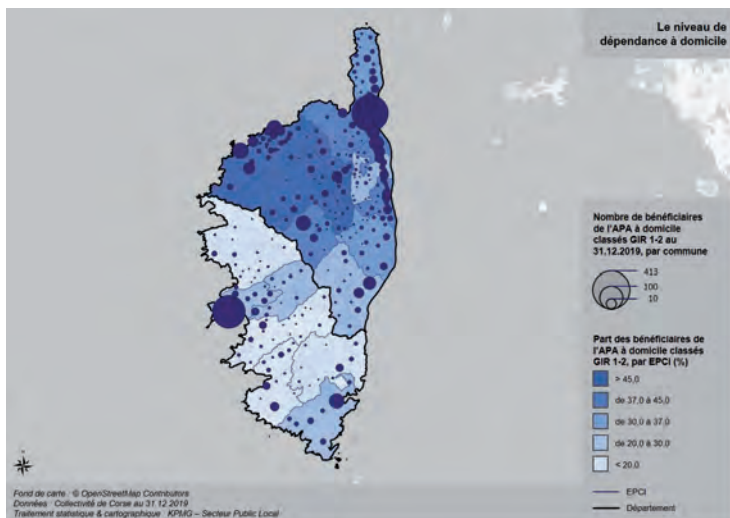 Le niveau de
dépendance à domicile
Nombre de bénéficiaires
de l'APA à domicile
classés GIR 1-2 au
31.12.2019, par commune
413
100
10
Part des bénéficiaires de
l'APA à domicile classés
GIR 1-2, par EPCI (%)
> 45,0
de 37,0 à 45,0
de 30,0 à 37,0
de 20,0 à 30,0
< 20,0
EPCI
Département
Fond de carte : © OpenStreetMap Contributors
Données : Collectivité de Corse au 31.12.2019
Traitement statistique & cartographique : KPMG – Secteur Public Local